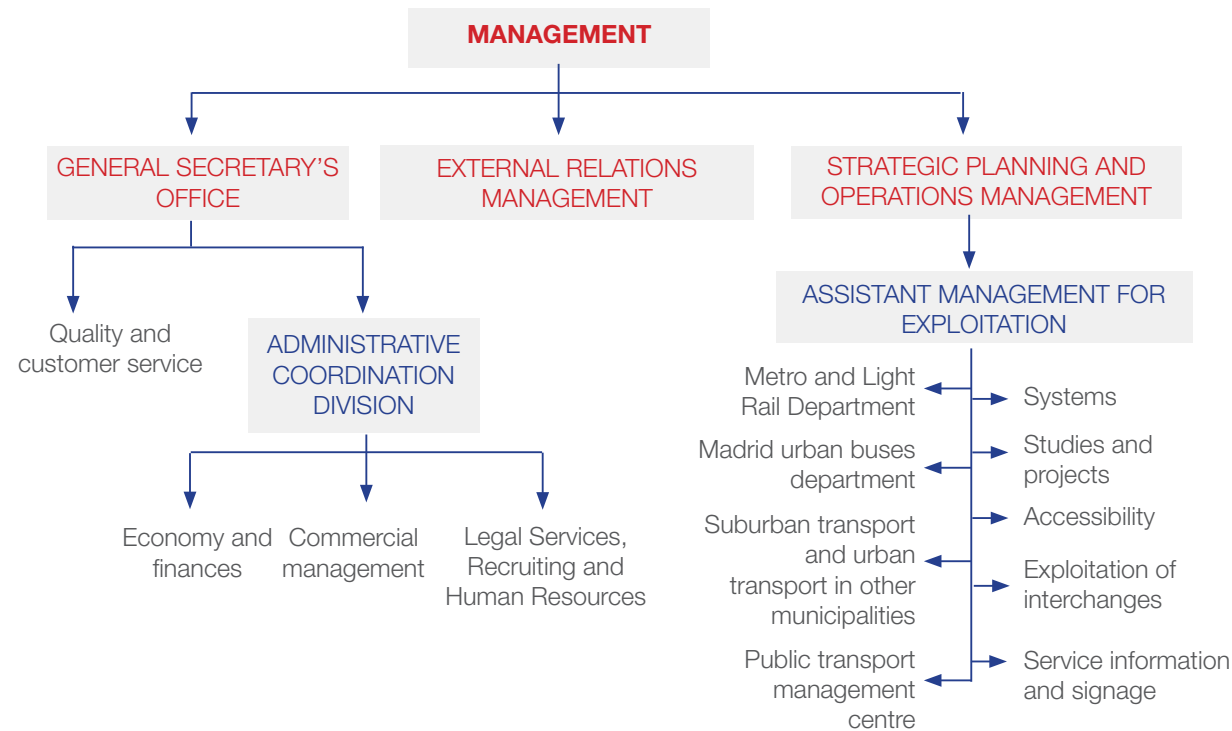 MANAGEMENT
GENERAL SECRETARY'S
OFFICE
EXTERNAL RELATIONS
MANAGEMENT
STRATEGIC PLANNING AND
OPERATIONS MANAGEMENT
Quality and
customer service
ADMINISTRATIVE
COORDINATION
DIVISION
Economy and
finances
Commercial
management
Legal Services,
Recruiting and
Human Resources
ASSISTANT MANAGEMENT FOR
EXPLOITATION
Metro and Light
Rail Department
Madrid urban buses
department
Suburban transport
and urban
transport in other
municipalities
Public transport
management
centre
Systems
Studies and
projects
Accessibility
Exploitation of
interchanges
Service information
and signage